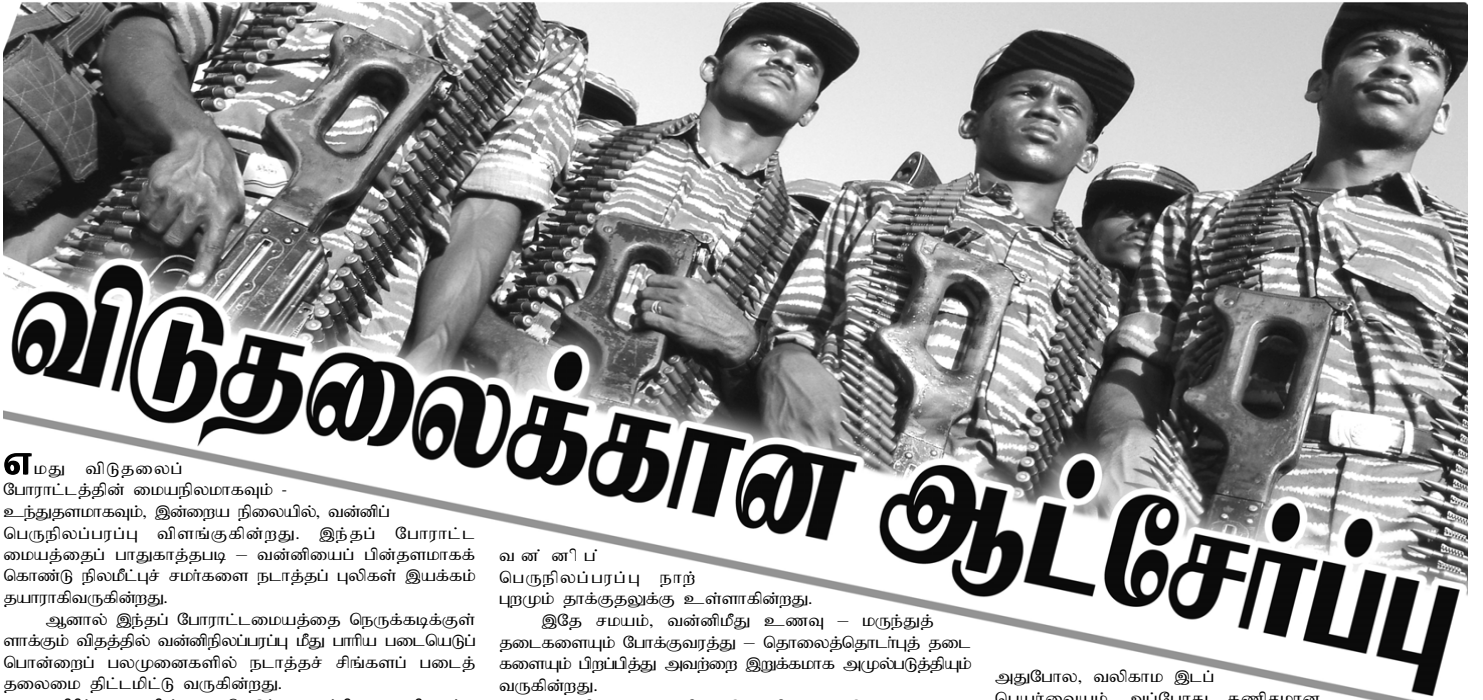 விடுதலைக்கான ஆட்சேர்ப்பு
எமது விடுதலைப்
போராட்டத்தின் மையநிலமாகவும் -
உந்துதளமாகவும், இன்றைய நிலையில், வன்னிப்
பெருநிலப்பரப்பு விளங்குகின்றது. இந்தப் போராட்ட
மையத்தைப் பாதுகாத்தபடி – வன்னியைப் பின்தளமாகக்
கொண்டு நிலமீட்புச் சமர்களை நடாத்தப் புலிகள் இயக்கம்
தயாராகிவருகின்றது.
ஆனால் இந்தப் போராட்டமையத்தை நெருக்கடிக்குள்
ளாக்கும் விதத்தில் வன்னிநிலப்பரப்பு மீது பாரிய படையெடுப்
பொன்றைப் பலமுனைகளில் நடாத்தச் சிங்களப் படைத்
தலைமை திட்டமிட்டு வருகின்றது.
வன்னிப்
பெருநிலப்பரப்பு நாற்
புறமும் தாக்குதலுக்கு உள்ளாகின்றது.
இதே சமயம், வன்னிமீது உணவு – மருந்துத்
தடைகளையும் போக்குவரத்து – தொலைத்தொடர்புத் தடை
களையும் பிறப்பித்து அவற்றை இறுக்கமாக அமுல்படுத்தியும்
வருகின்றது.
அதுபோல, வலிகாம இடப்